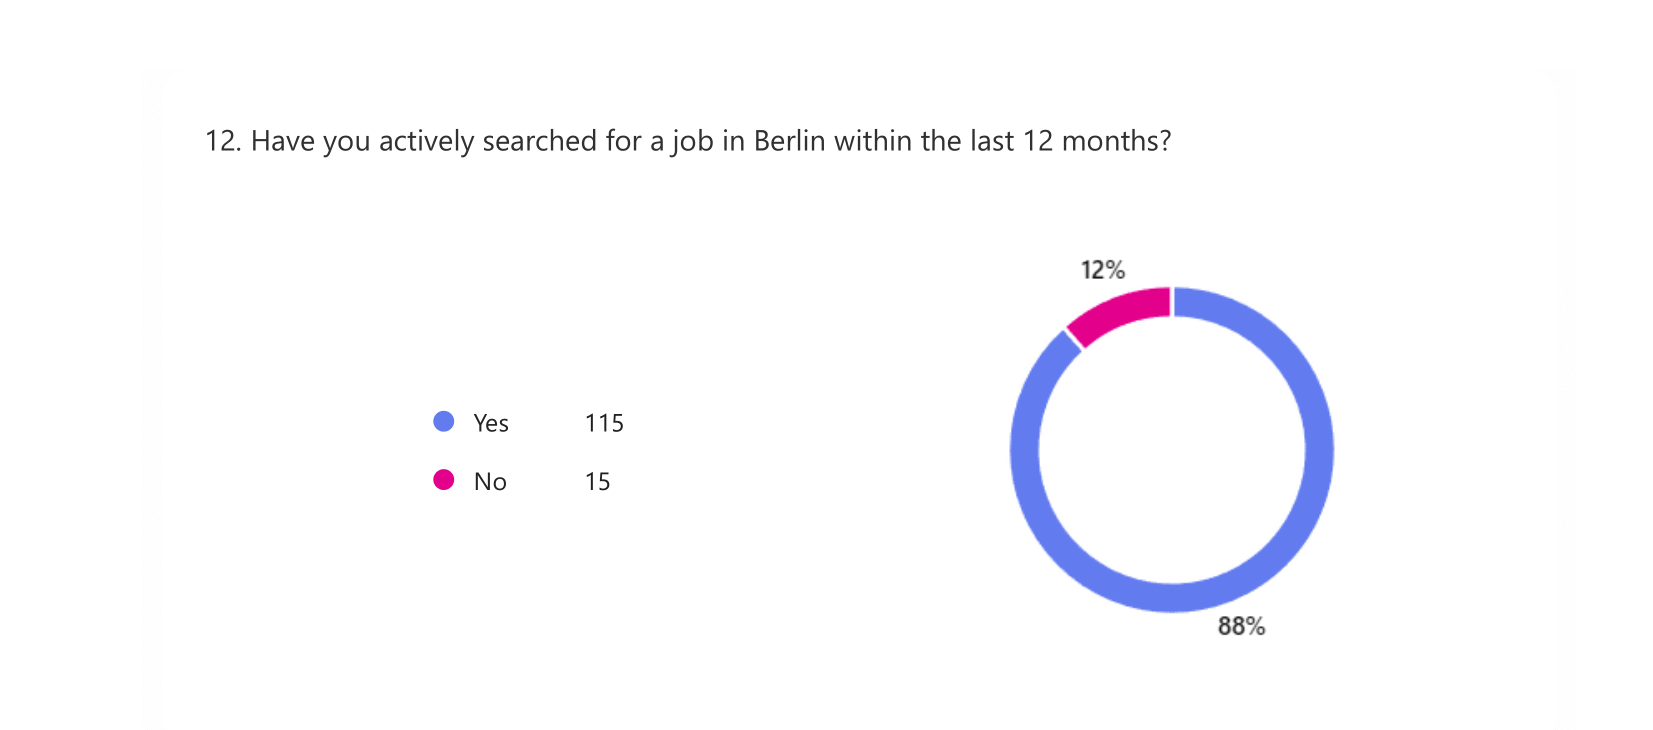 12. Have you actively searched for a job in Berlin within the last 12 months?
12%
Yes 115
No 15
88%